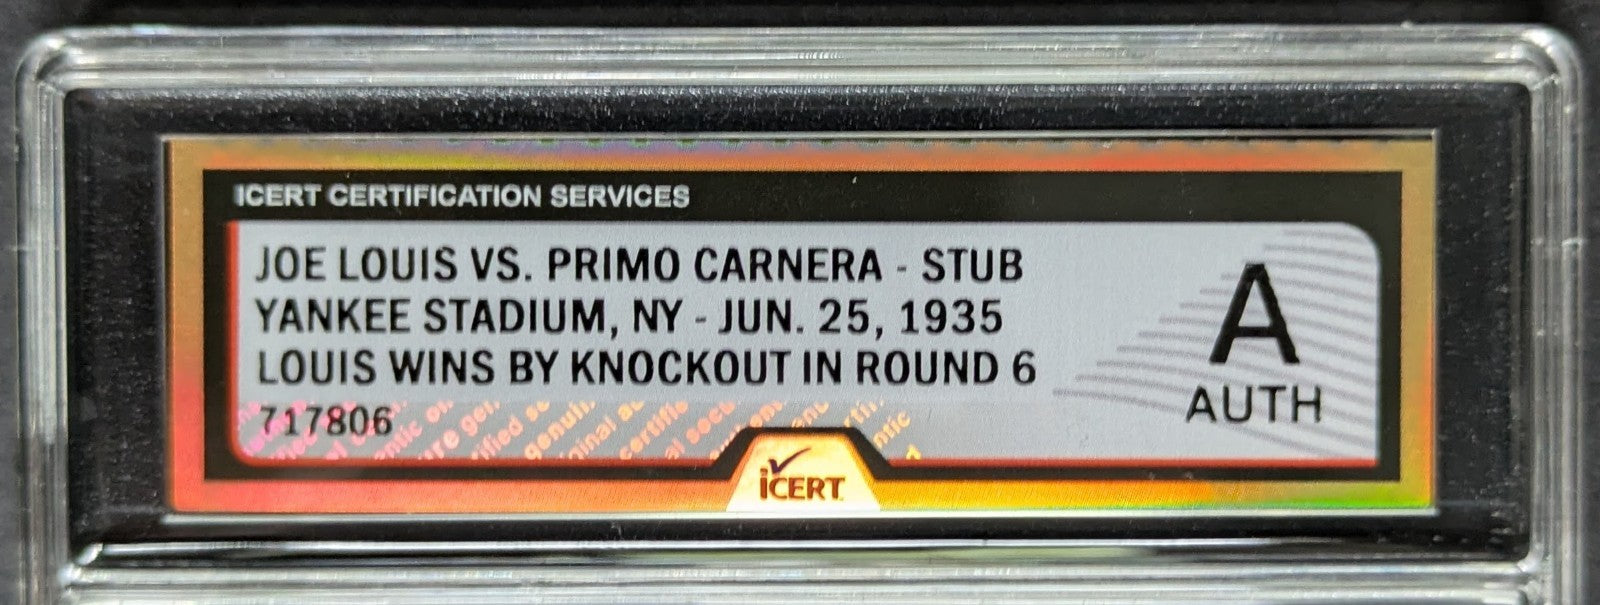 ICERT CERTIFICATION SERVICES
JOE LOUIS VS. PRIMO CARNERA - STUB
YANKEE STADIUM, NY - JUN. 25, 1935
LOUIS WINS BY KNOCKOUT IN ROUND 6
717806
A
AUTH
iCERT